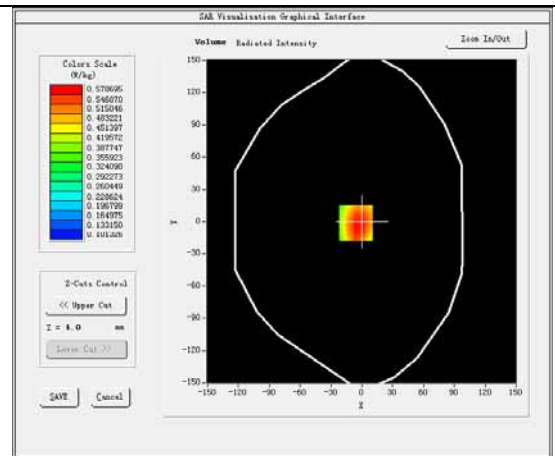 SAR Visualisation Graphical Interface
Volume Radiated Intensity
Zoom In/Out
Colors Scale
(W/kg)
0.578695
0.546870
0.515046
0.483221
0.451397
0.419572
0.387747
0.355923
0.324098
0.292273
0.260449
0.228624
0.196799
0.164975
0.133150
0.101326
Z-Cuts Control
<< Upper Cut
Z = 4.0 mm
Lower Cut >>
SAVE
Cancel
150
120
90
60
30
0
-30
-60
-90
-120
-150
Y
-150 -120 -90 -60 -30 0 30 60 90 120 150
X